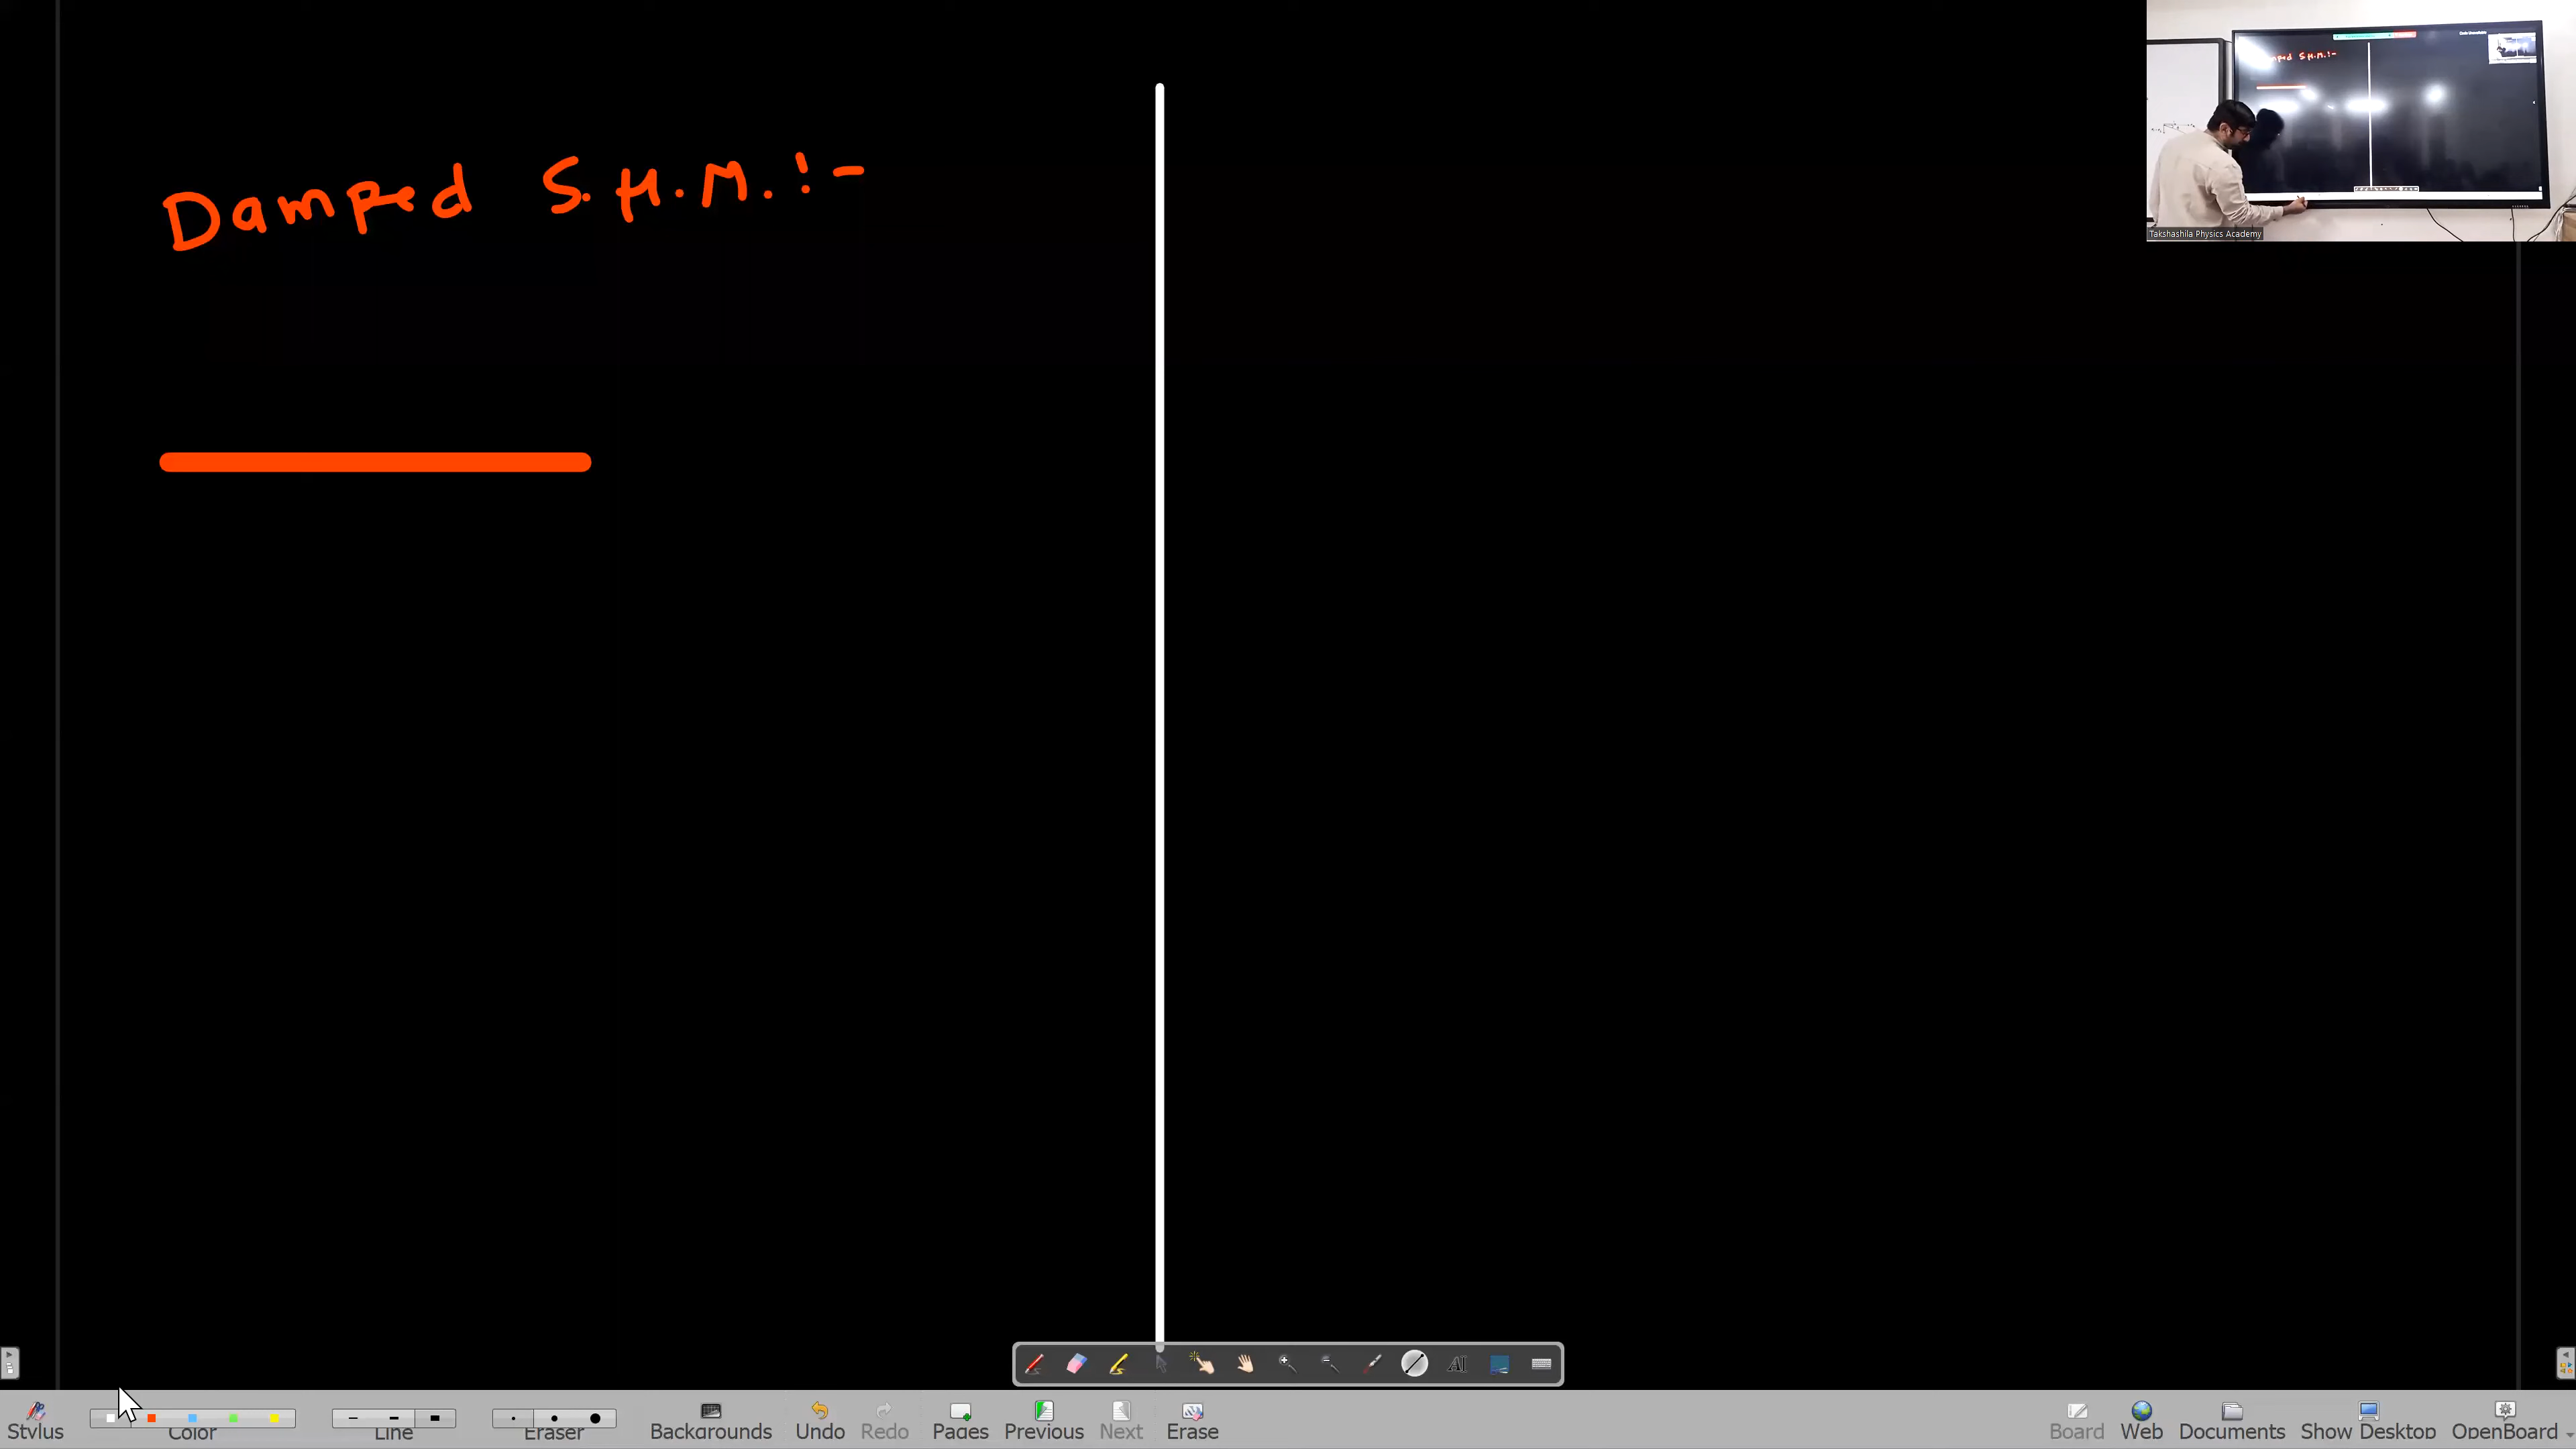 Damped S.H.M. :-
Takshashila Physics Academy
Stylus
Color
Line
Eraser
Backgrounds
Undo
Redo
Pages
Previous
Next
Erase
Board
Web
Documents
Show Desktop
OpenBoard